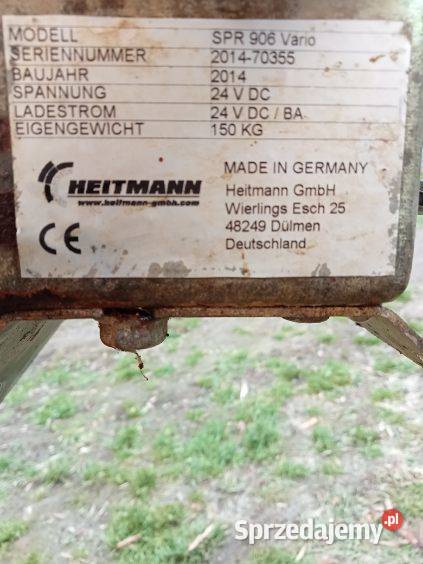 MODELL SPR 906 Vario
SERIENNUMMER 2014-70355
BAUJAHR 2014
SPANNUNG 24 V DC
LADESTROM 24 V DC / 8A
EIGENGEWICHT 150 KG
HEITMANN
www.heitmann-gmbh.com
CE
MADE IN GERMANY
Heitmann GmbH
Wierlings Esch 25
48249 Dülmen
Deutschland
Sprzedajemy.pl